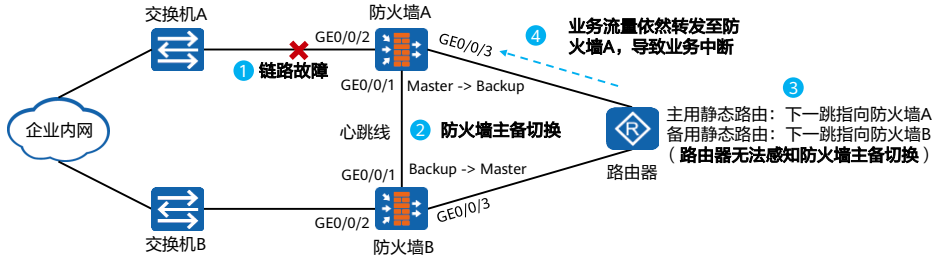 交换机A
防火墙A
GE0/0/2
GE0/0/3
4 业务流量依然转发至防
火墙A，导致业务中断
1 链路故障
GE0/0/1
Master -> Backup
3
主用静态路由：下一跳指向防火墙A
备用静态路由：下一跳指向防火墙B
（路由器无法感知防火墙主备切换）
企业内网
心跳线
2 防火墙主备切换
R
路由器
GE0/0/1
Backup -> Master
GE0/0/2
GE0/0/3
交换机B
防火墙B